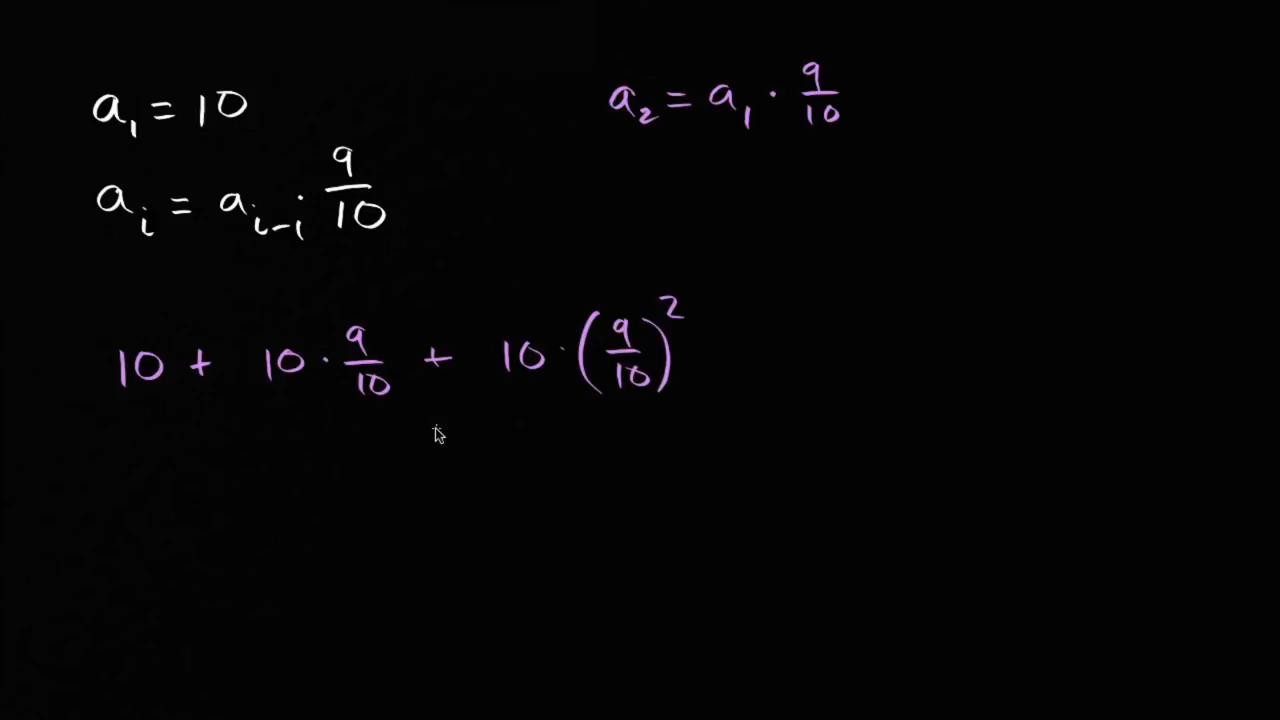 a₁ = 10
a₂ = a₁ · 9/10
aᵢ = aᵢ₋₁ · 9/10
10 + 10 · 9/10 + 10 · (9/10)²